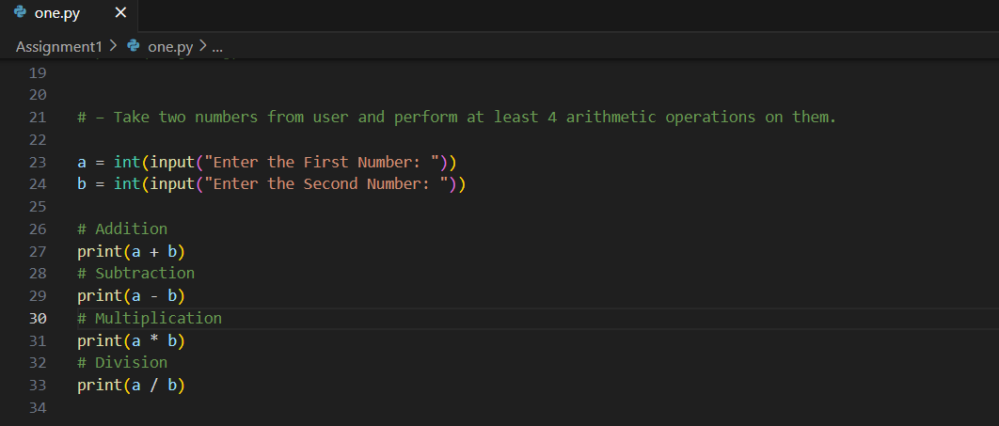 one.py ×
Assignment1 > one.py > ...
19
20
21 # – Take two numbers from user and perform at least 4 arithmetic operations on them.
22
23 a = int(input("Enter the First Number: "))
24 b = int(input("Enter the Second Number: "))
25
26 # Addition
27 print(a + b)
28 # Subtraction
29 print(a - b)
30 # Multiplication
31 print(a * b)
32 # Division
33 print(a / b)
34